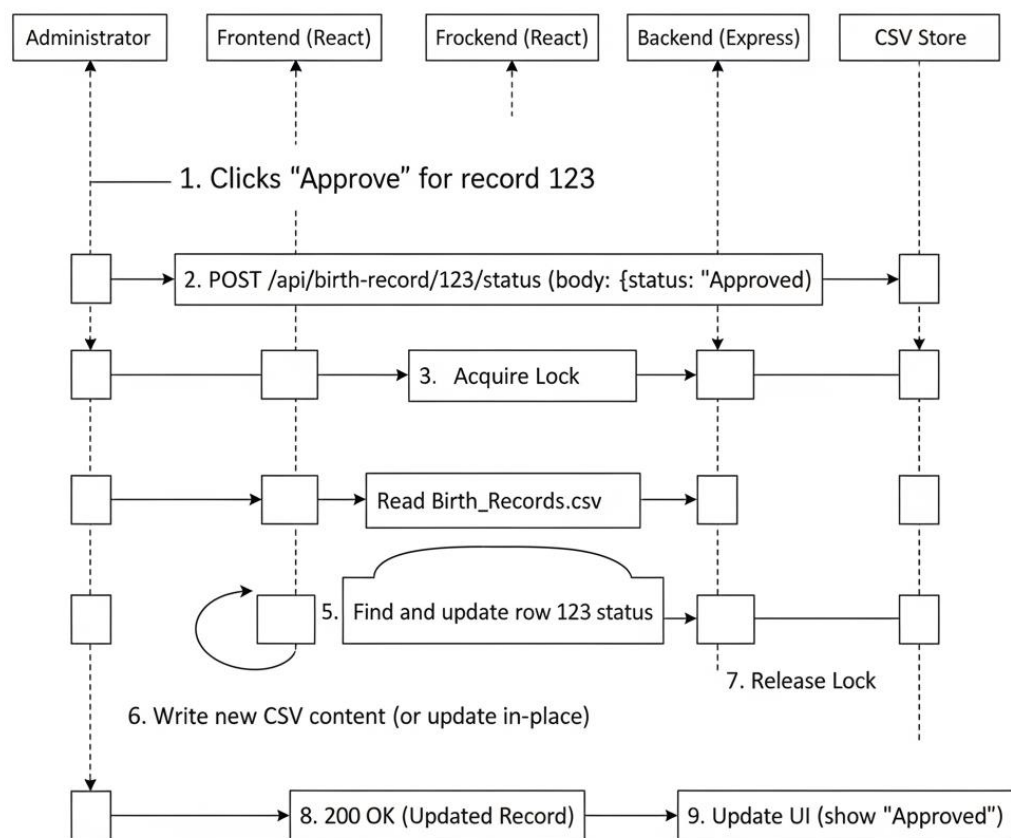 Administrator
Frontend (React)
Frockend (React)
Backend (Express)
CSV Store
1. Clicks "Approve" for record 123
2. POST /api/birth-record/123/status (body: {status: "Approved)
3. Acquire Lock
Read Birth_Records.csv
5. Find and update row 123 status
7. Release Lock
6. Write new CSV content (or update in-place)
8. 200 OK (Updated Record)
9. Update UI (show "Approved")